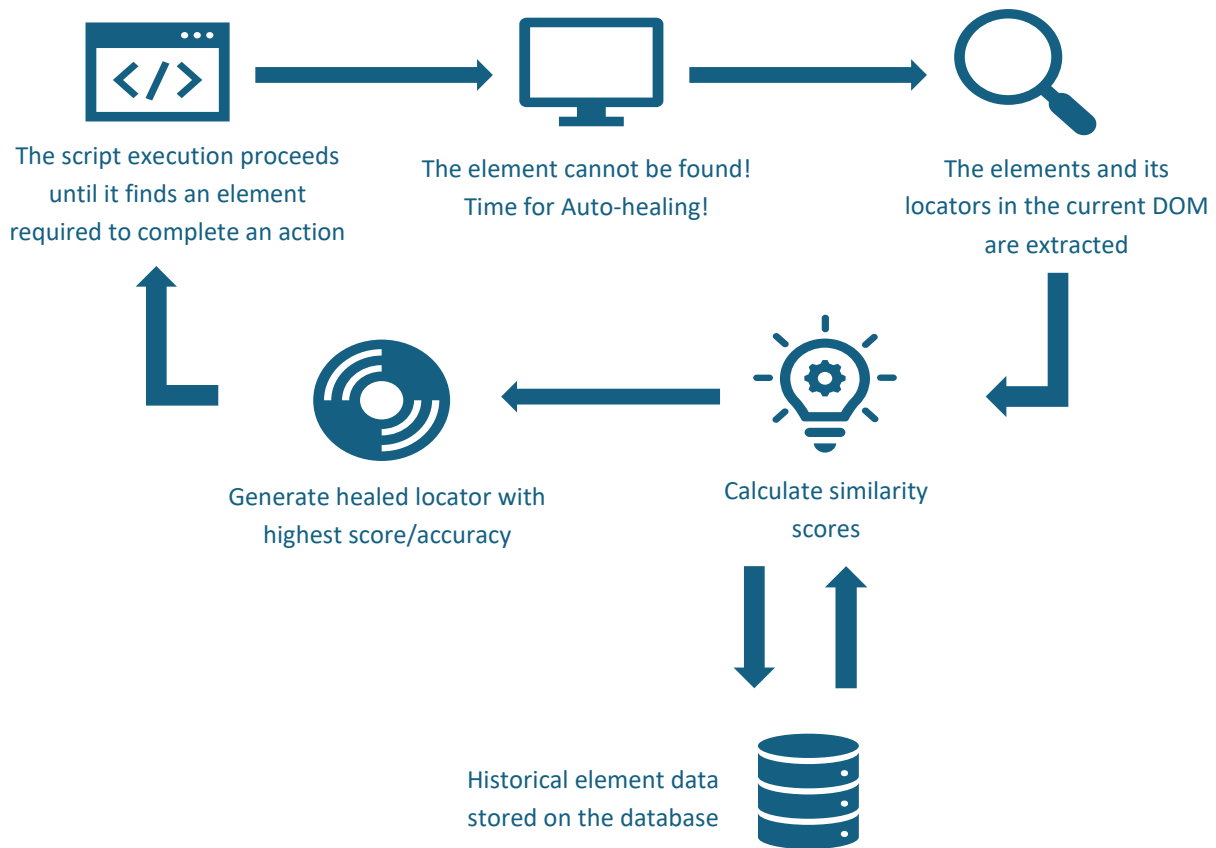 The script execution proceeds
until it finds an element
required to complete an action
The element cannot be found!
Time for Auto-healing!
The elements and its
locators in the current DOM
are extracted
Generate healed locator with
highest score/accuracy
Calculate similarity
scores
Historical element data
stored on the database